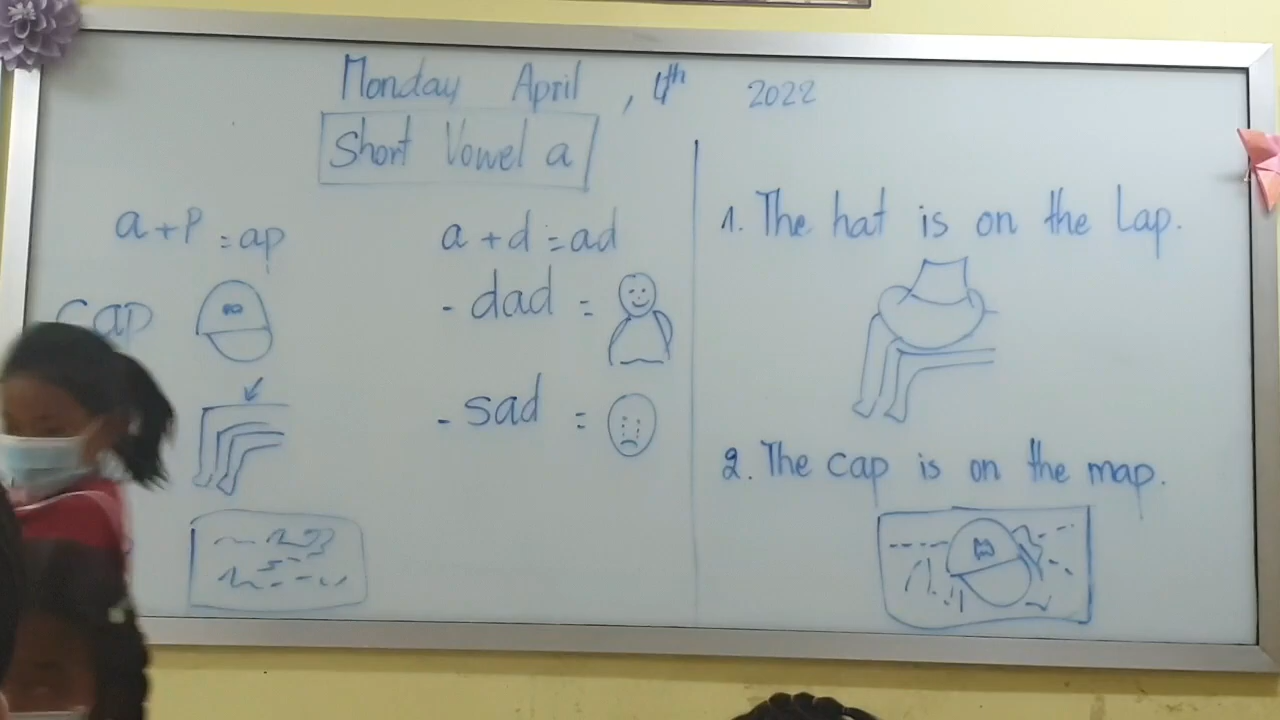 Monday April , 4th 2022
Short Vowel a
a + p = ap
cap
a + d = ad
- dad =
- sad =
1. The hat is on the Lap.
2. The cap is on the map.